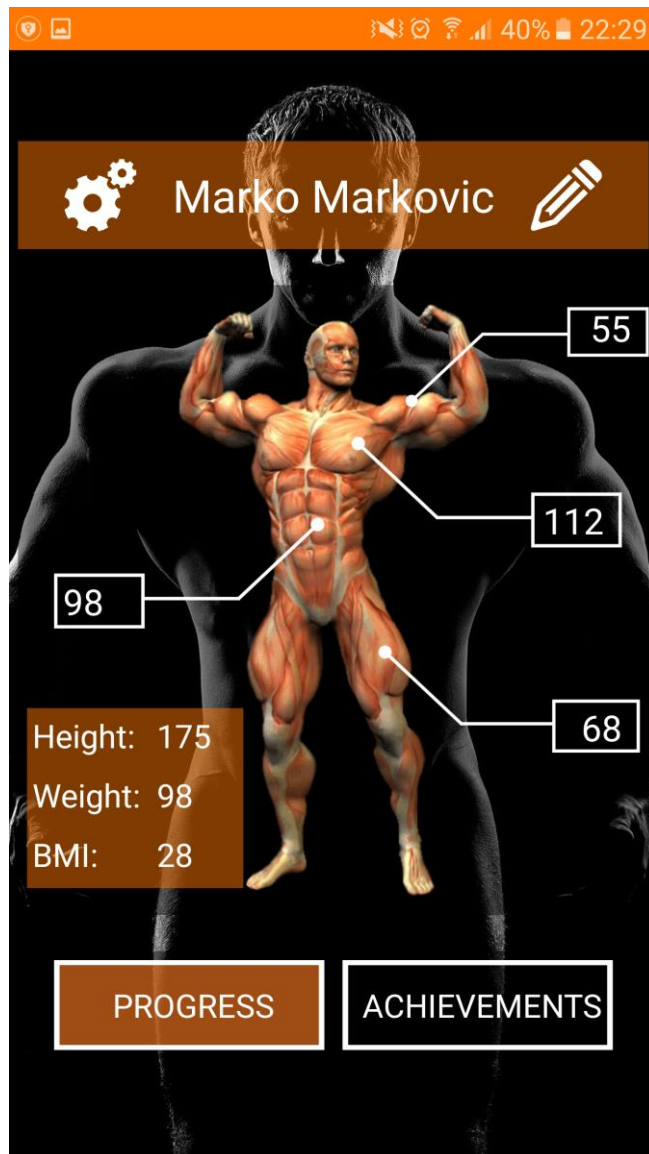 40% 22:29
Marko Markovic
55
112
98
68
Height: 175
Weight: 98
BMI: 28
PROGRESS
ACHIEVEMENTS